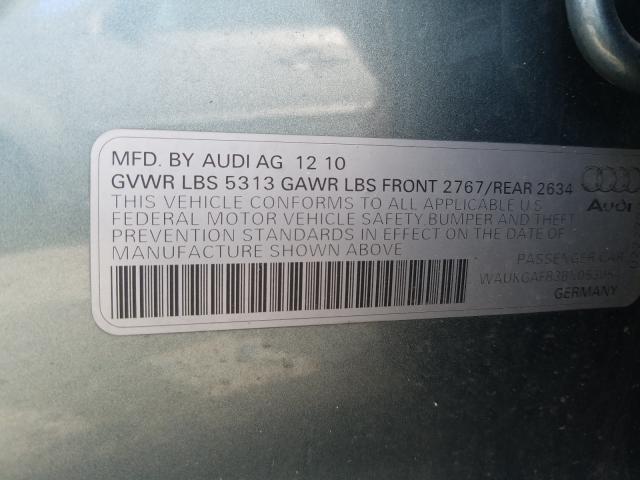 MFD. BY AUDI AG 12 10
GVWR LBS 5313 GAWR LBS FRONT 2767/REAR 2634
THIS VEHICLE CONFORMS TO ALL APPLICABLE U.S
FEDERAL MOTOR VEHICLE SAFETY BUMPER AND THEFT
PREVENTION STANDARDS IN EFFECT ON THE DATE OF
MANUFACTURE SHOWN ABOVE
Audi
PASSENGER CAR
GERMANY